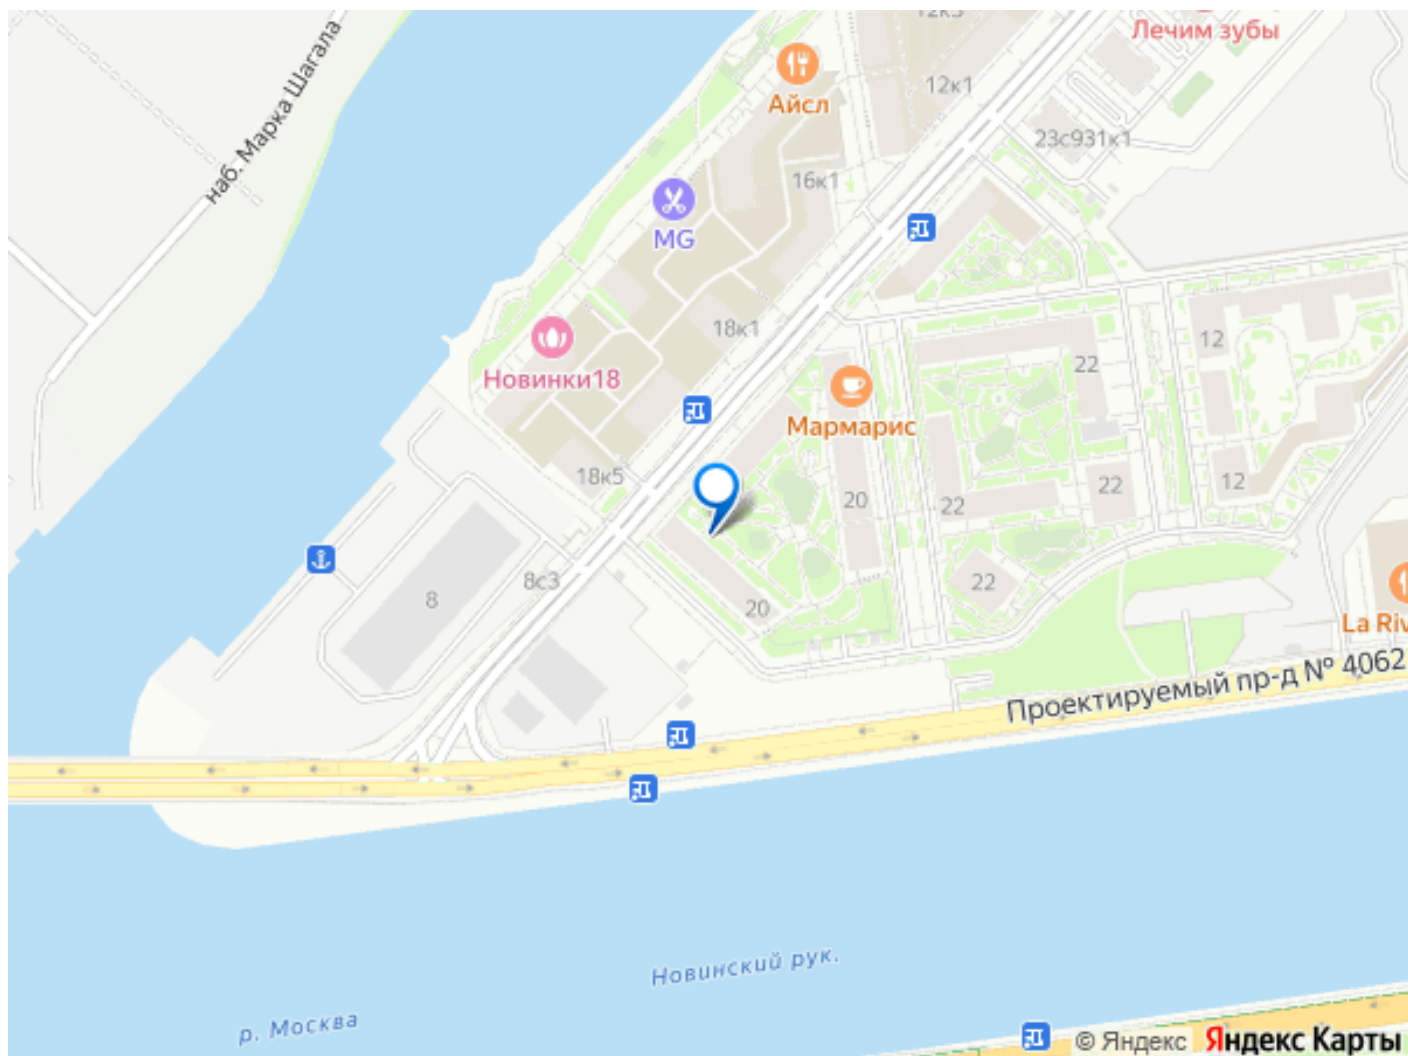 12к3
Лечим зубы
наб. Марка Шагала
Айсл
12к1
23с931к1
16к1
MG
18к1
12
Новинки18
22
Мармарис
18к5
20
22
22
12
8с3
8
20
22
La Riv
Проектируемый пр-д № 4062
Новинский рук.
р. Москва
© Яндекс Яндекс Карты